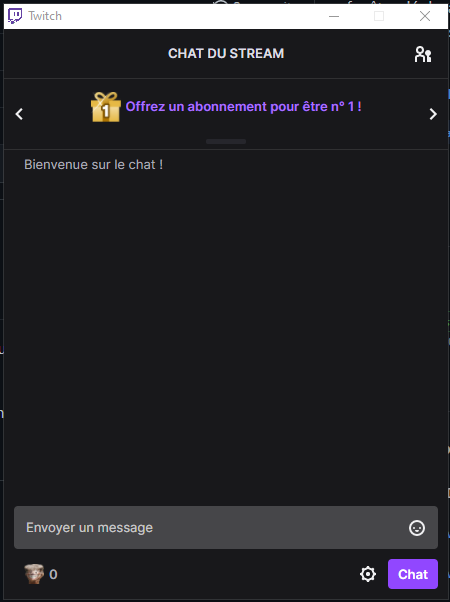 Twitch
CHAT DU STREAM
1
Offrez un abonnement pour être n° 1 !
Bienvenue sur le chat !
Envoyer un message
0
Chat